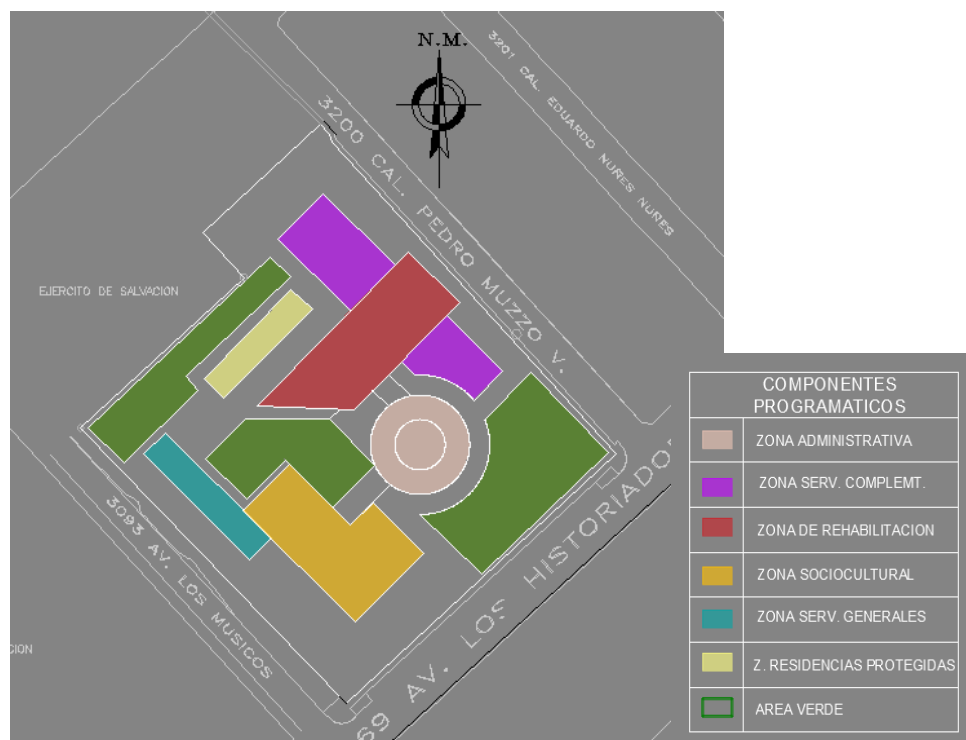 N.M.
3201 CAL. EDUARDO NUÑES NUÑES
3200 CAL. PEDRO MUZZO V.
EJERCITO DE SALVACION
3093 AV. LOS MUSICOS
CION
69 AV. LOS HISTORIADO
COMPONENTES
PROGRAMATICOS
ZONA ADMINISTRATIVA
ZONA SERV. COMPLEMT.
ZONA DE REHABILITACION
ZONA SOCIOCULTURAL
ZONA SERV. GENERALES
Z. RESIDENCIAS PROTEGIDAS
AREA VERDE